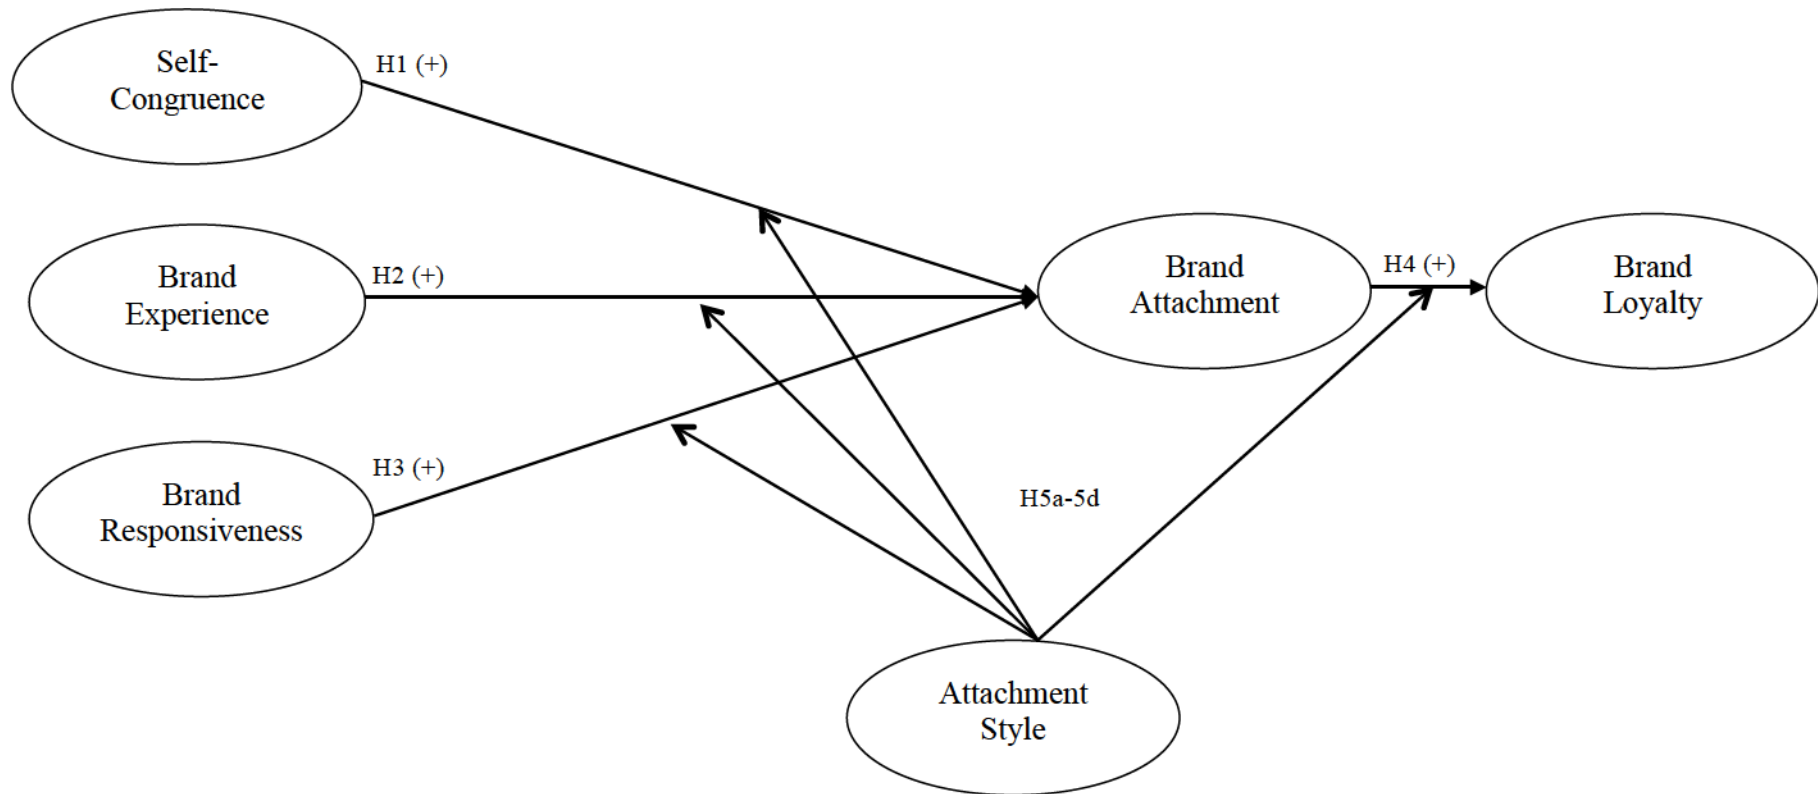 Self-
Congruence
H1 (+)
Brand
Experience
H2 (+)
Brand
Responsiveness
H3 (+)
Brand
Attachment
H4 (+)
Brand
Loyalty
H5a-5d
Attachment
Style